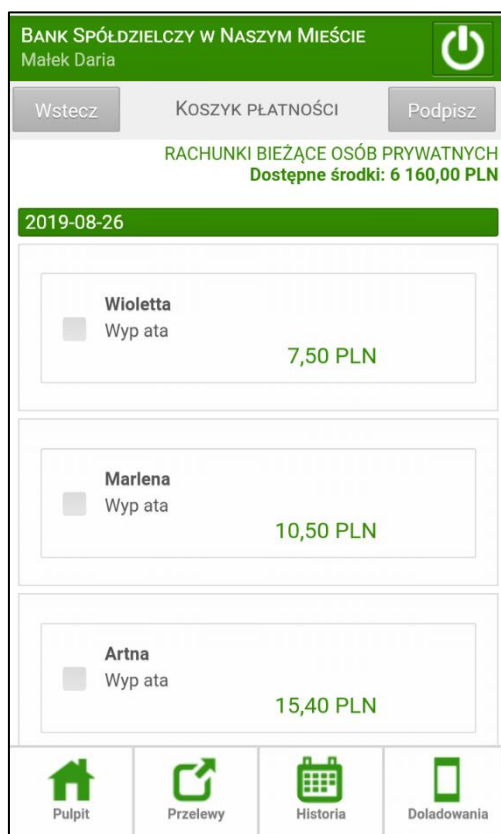 BANK SPÓŁDZIELCZY W NASZYM MIEŚCIE
Małek Daria
Wstecz KOSZYK PŁATNOŚCI Podpisz
RACHUNKI BIEŻĄCE OSÓB PRYWATNYCH
Dostępne środki: 6 160,00 PLN
2019-08-26
Wioletta
Wyp ata
7,50 PLN
Marlena
Wyp ata
10,50 PLN
Artna
Wyp ata
15,40 PLN
Pulpit Przelewy Historia Doladowania